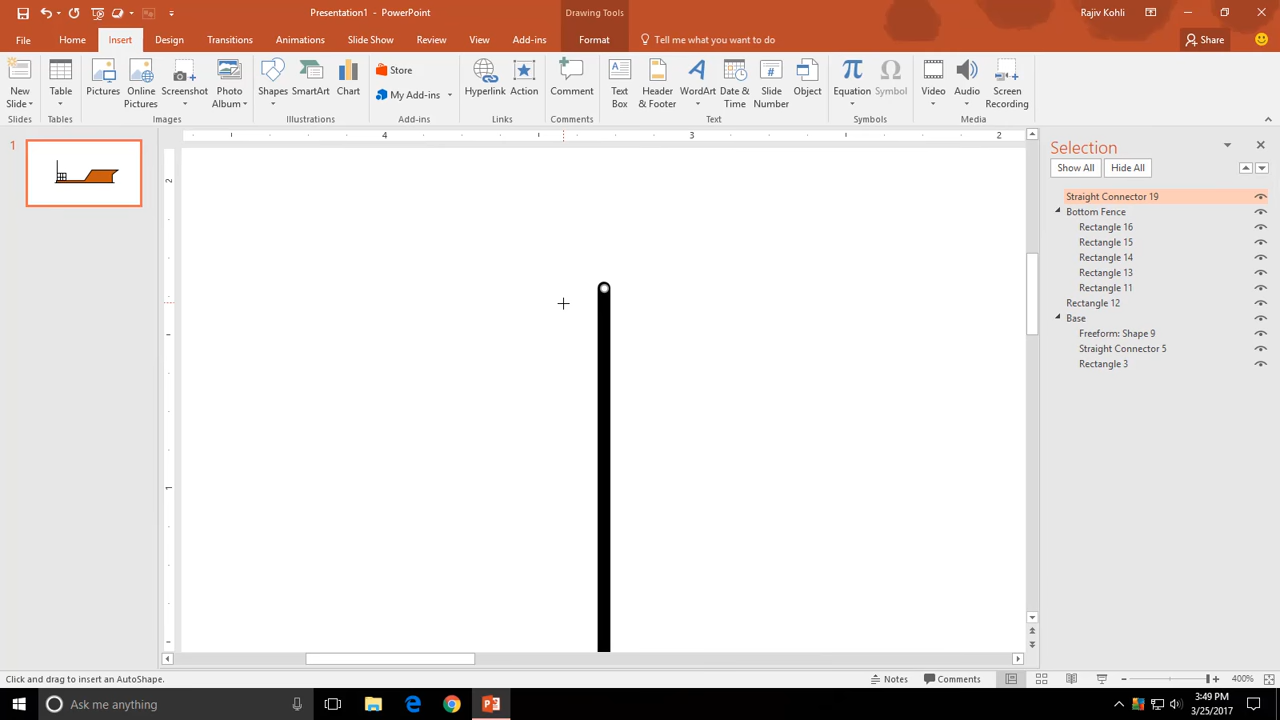 Presentation1 - PowerPoint
Drawing Tools
Rajiv Kohli
File
Home
Insert
Design
Transitions
Animations
Slide Show
Review
View
Add-ins
Format
Tell me what you want to do
Share
New Slide
Table
Pictures
Online Pictures
Screenshot
Photo Album
Shapes
SmartArt
Chart
Store
My Add-ins
Hyperlink
Action
Comment
Text Box
Header & Footer
WordArt
Date & Time
Slide Number
Object
Equation
Symbol
Video
Audio
Screen Recording
Slides
Tables
Images
Illustrations
Add-ins
Links
Comments
Text
Symbols
Media
4
3
2
2
1
1
Selection
Show All
Hide All
Straight Connector 19
Bottom Fence
Rectangle 16
Rectangle 15
Rectangle 14
Rectangle 13
Rectangle 11
Rectangle 12
Base
Freeform: Shape 9
Straight Connector 5
Rectangle 3
Click and drag to insert an AutoShape.
Notes
Comments
400%
Ask me anything
3:49 PM
3/25/2017